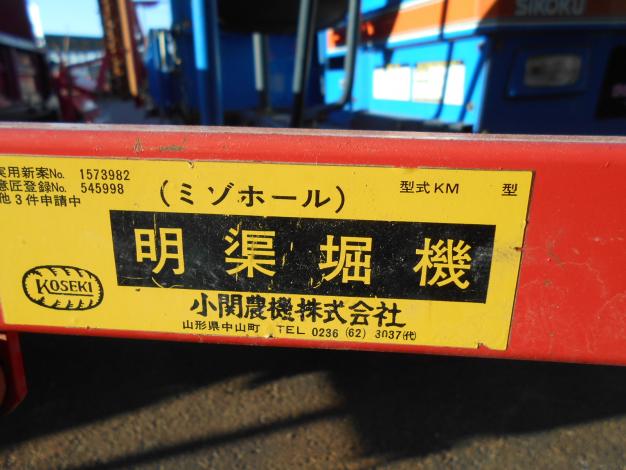 SIKOKU
実用新案No. 1573982
意匠登録No. 545998
他3件申請中
(ミゾホール)
型式KM 型
明渠堀機
KOSEKI
小関農機株式会社
山形県中山町 TEL 0236 (62) 3037(代)